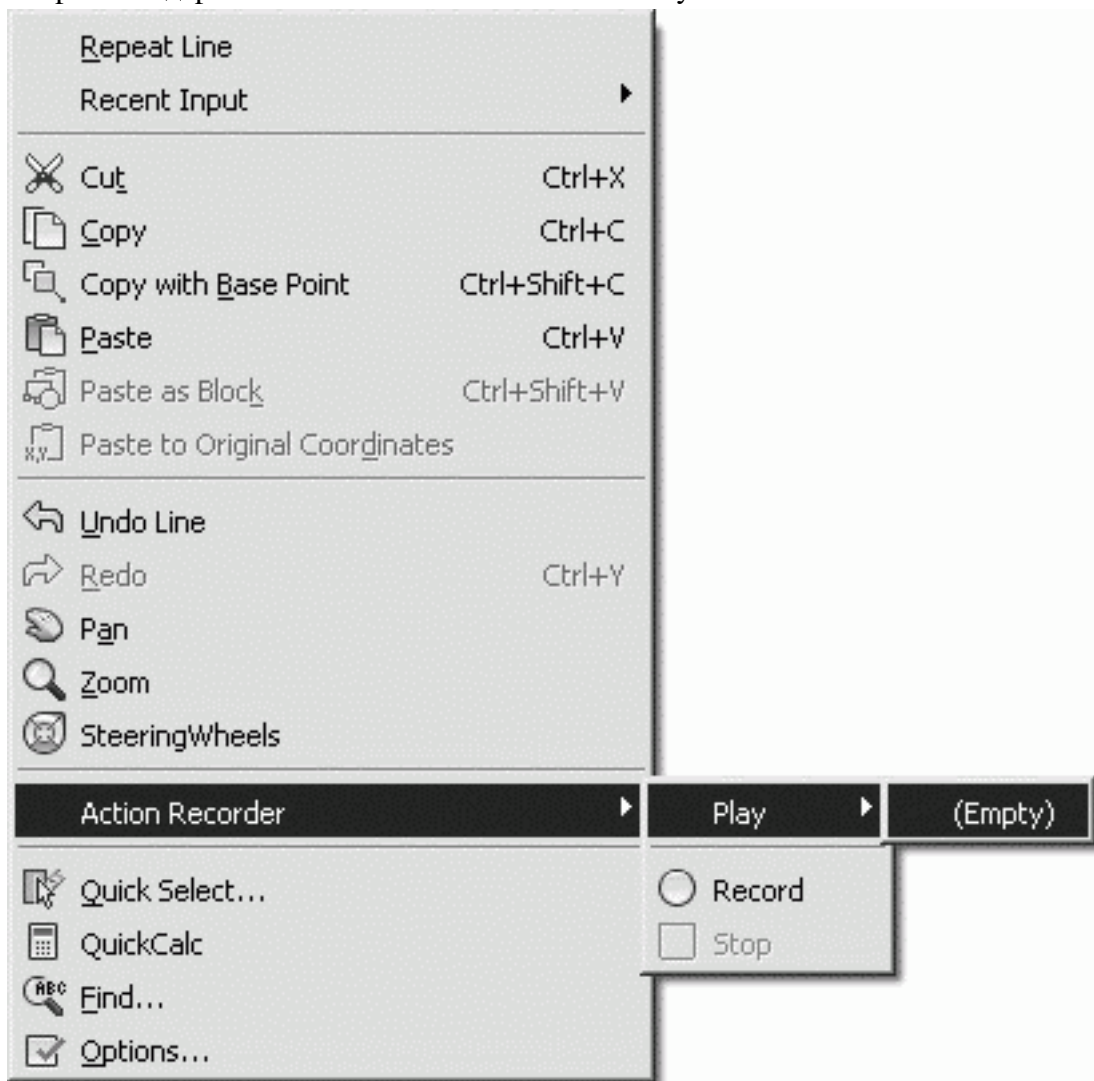 Repeat Line
Recent Input
Cut Ctrl+X
Copy Ctrl+C
Copy with Base Point Ctrl+Shift+C
Paste Ctrl+V
Paste as Block Ctrl+Shift+V
Paste to Original Coordinates
Undo Line
Redo Ctrl+Y
Pan
Zoom
SteeringWheels
Action Recorder Play (Empty)
Quick Select...
Record
QuickCalc
Stop
Find...
Options...